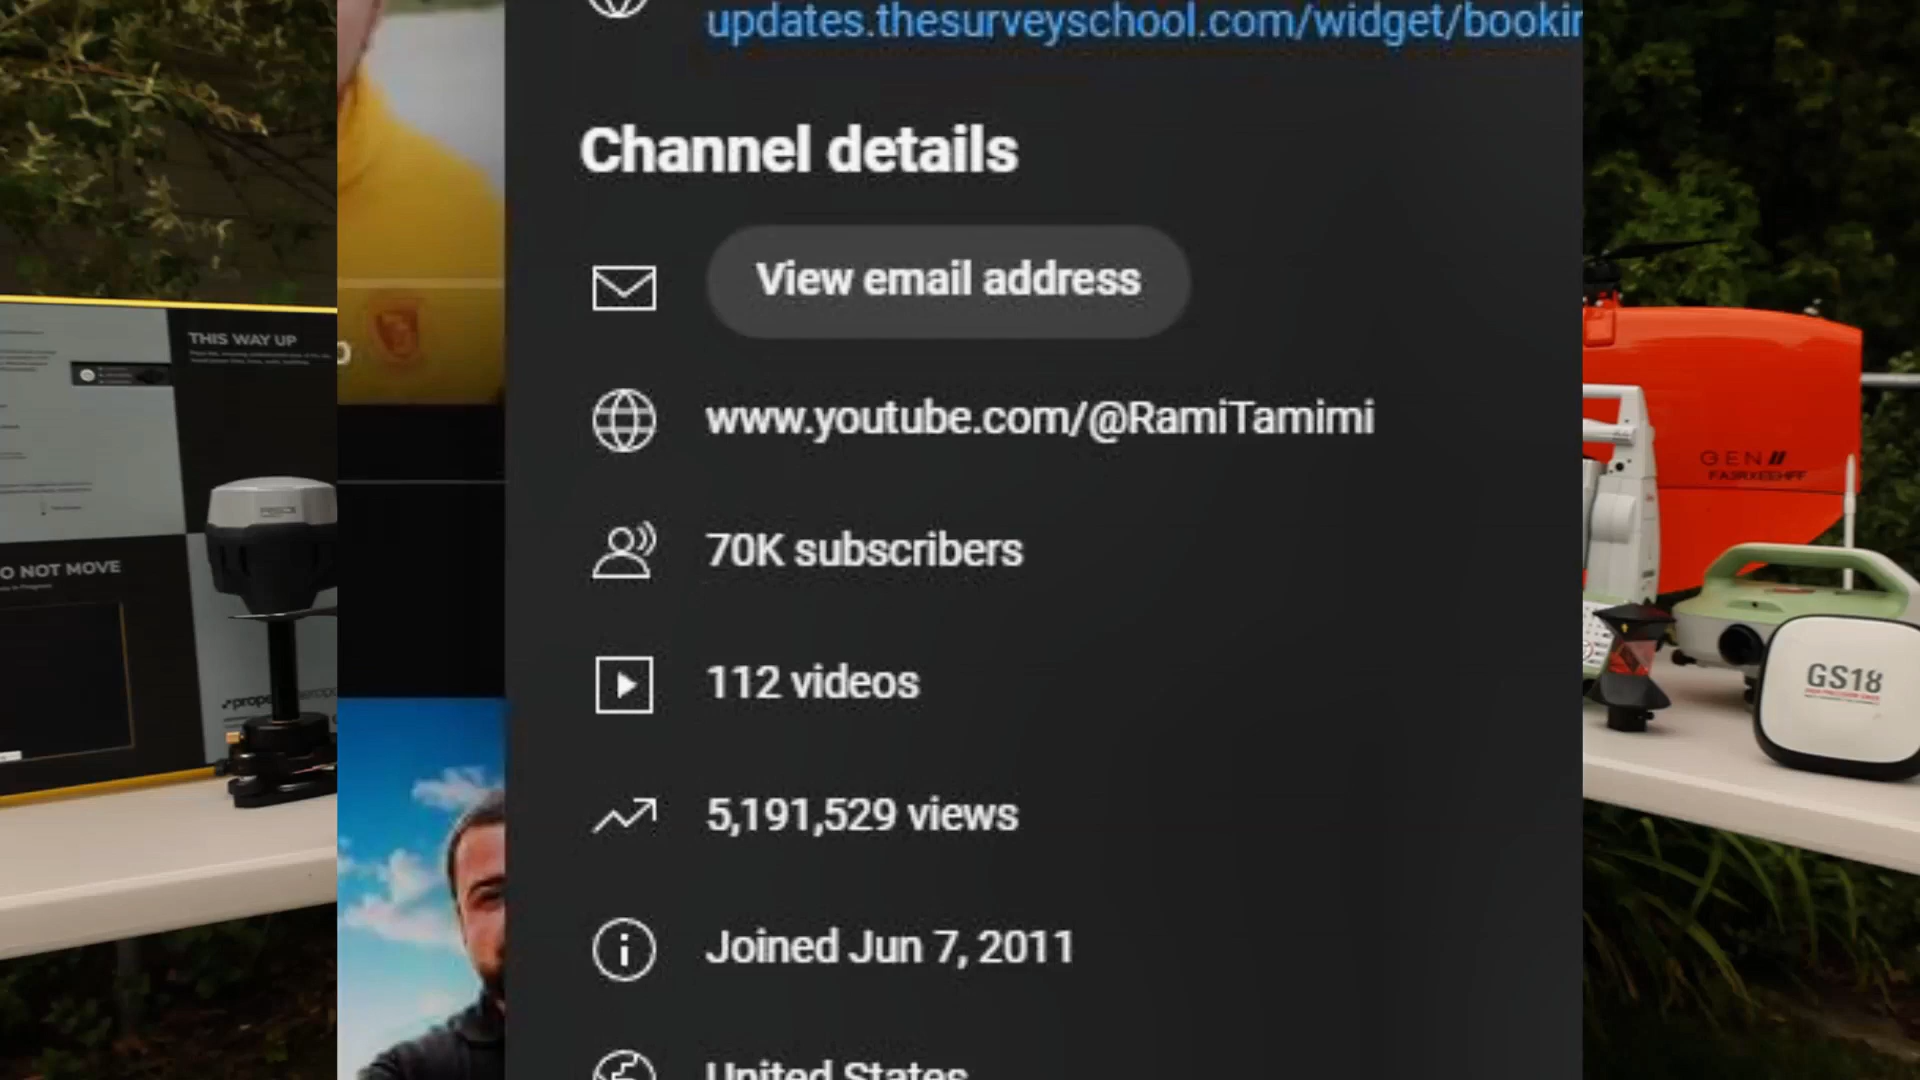 updates.thesurveyschool.com/widget/bookin
Channel details
View email address
www.youtube.com/@RamiTamimi
70K subscribers
112 videos
5,191,529 views
Joined Jun 7, 2011
United States
THIS WAY UP
O NOT MOVE
GEN II
GS18